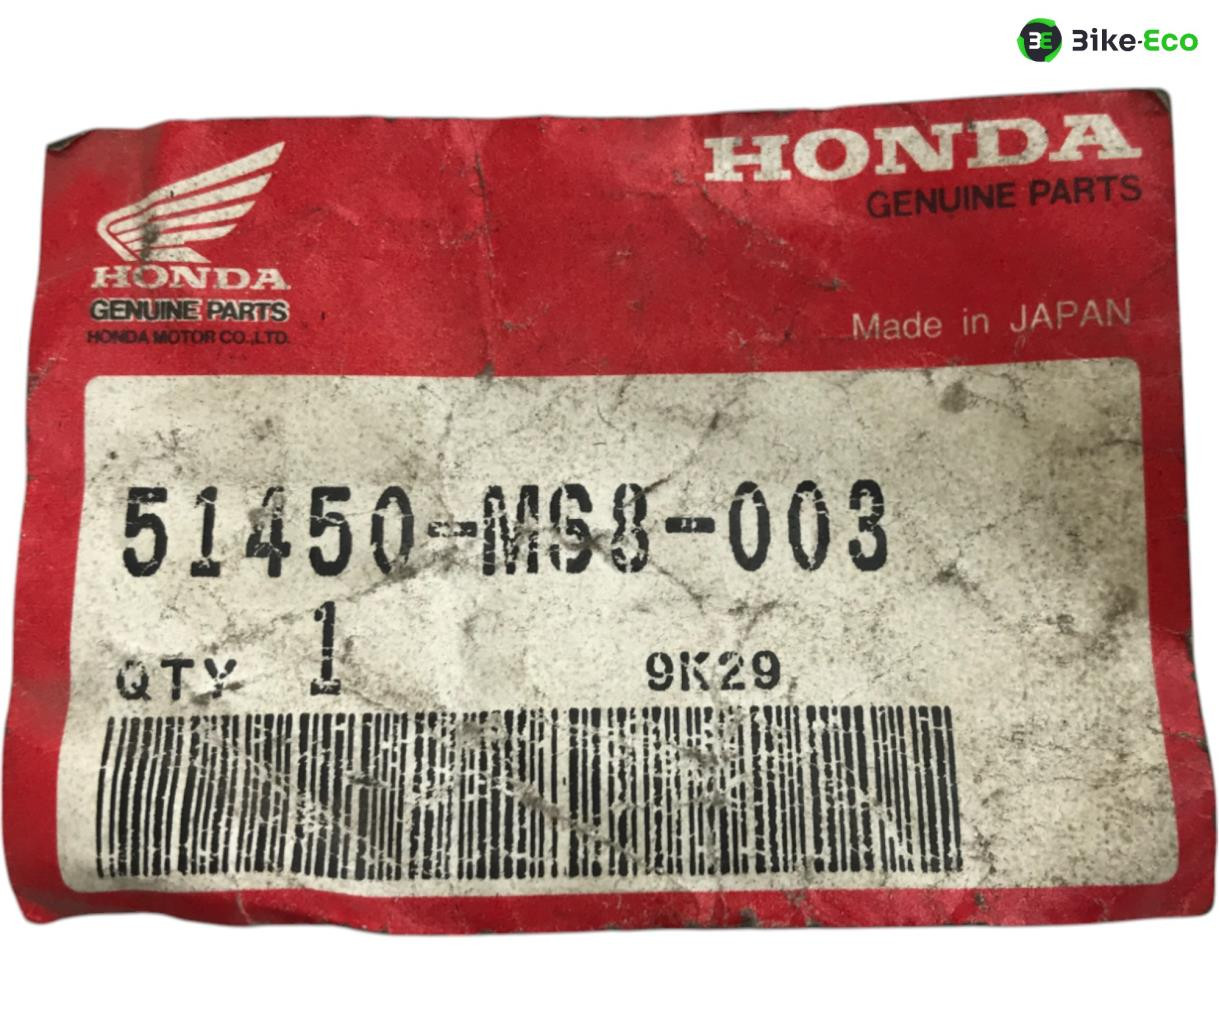 BE Bike-Eco
HONDA
GENUINE PARTS
HONDA
GENUINE PARTS
HONDA MOTOR CO.,LTD.
Made in JAPAN
51450-MS8-003
QTY 1 9K29